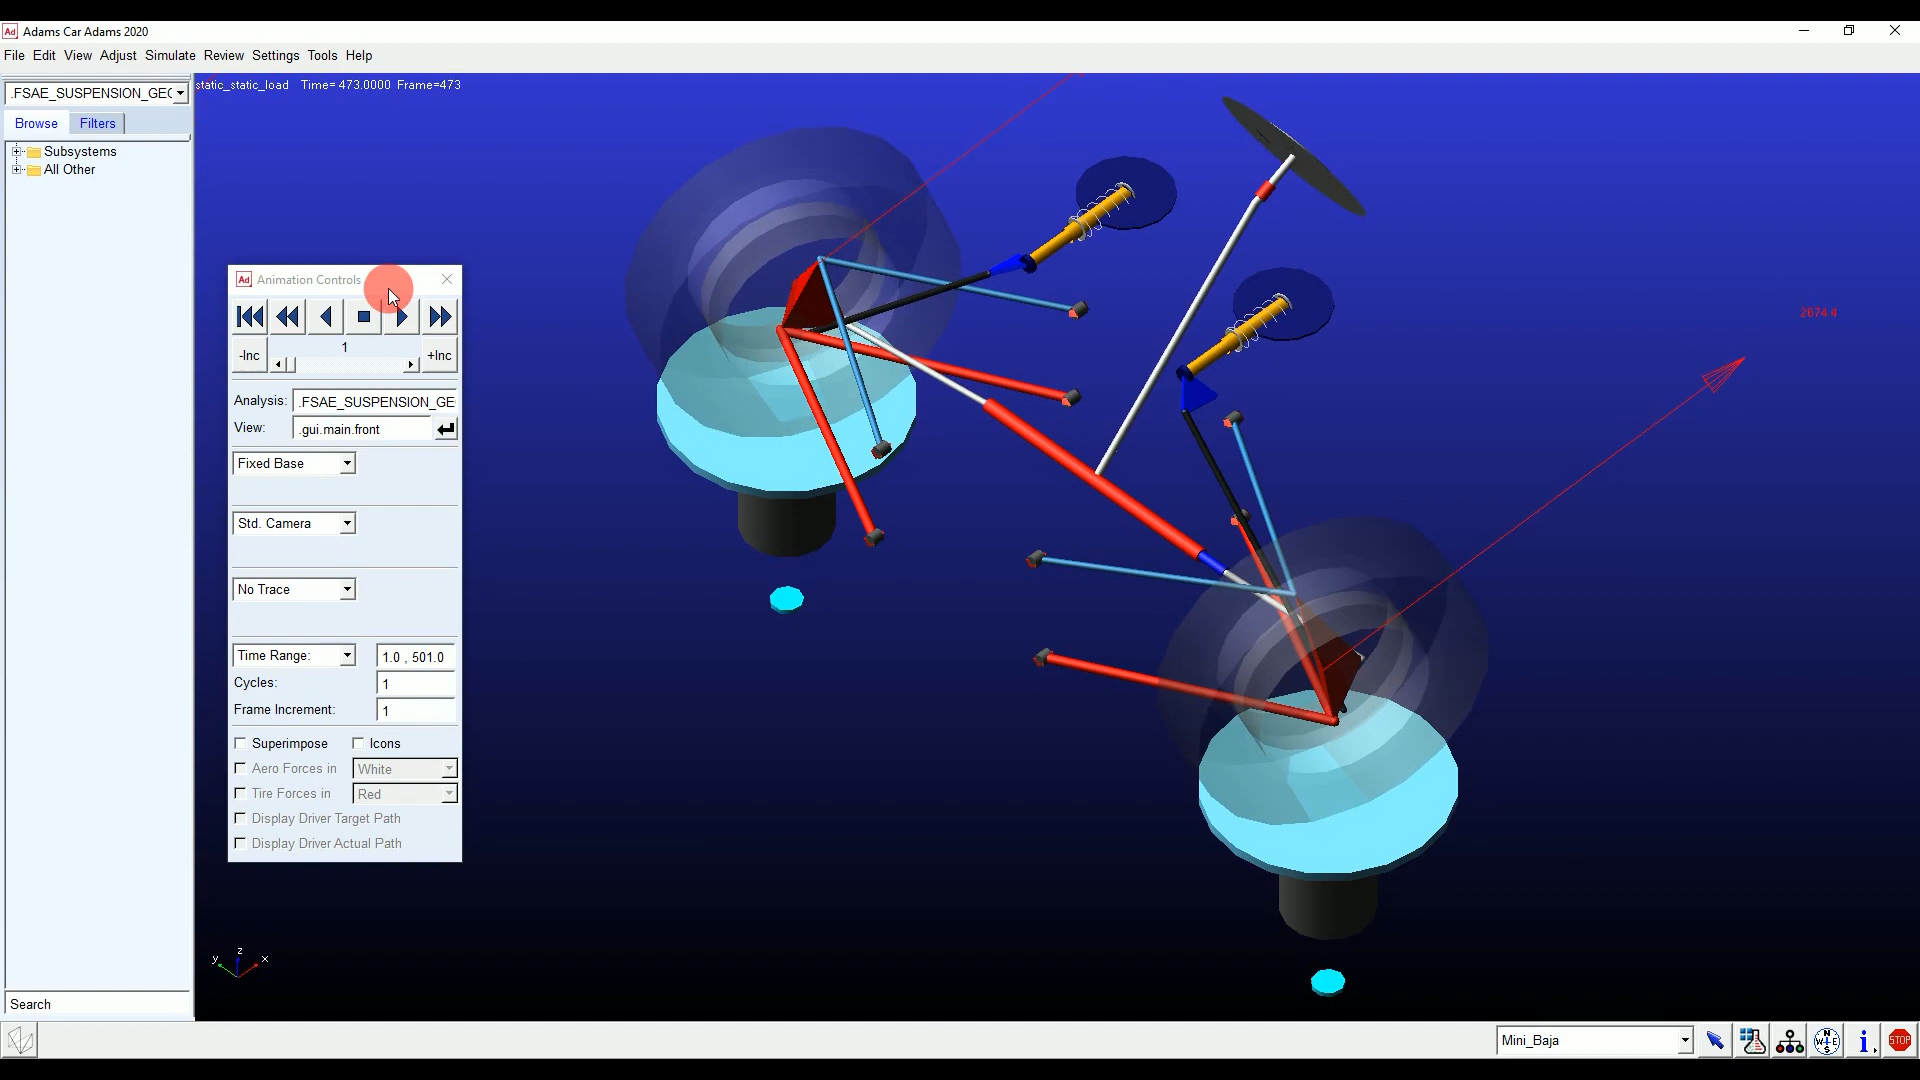 Ad Adams Car Adams 2020
File Edit View Adjust Simulate Review Settings Tools Help
.FSAE_SUSPENSION_GEC
static_static_load Time= 473.0000 Frame=473
Browse Filters
Subsystems
All Other
Ad Animation Controls
2674.4
-Inc 1 +Inc
Analysis: .FSAE_SUSPENSION_GE
View: .gui.main.front
Fixed Base
Std. Camera
No Trace
Time Range: 1.0 , 501.0
Cycles: 1
Frame Increment: 1
Superimpose Icons
Aero Forces in White
Tire Forces in Red
Display Driver Target Path
Display Driver Actual Path
y z x
Search
Mini_Baja
N
W E
S
i
STOP